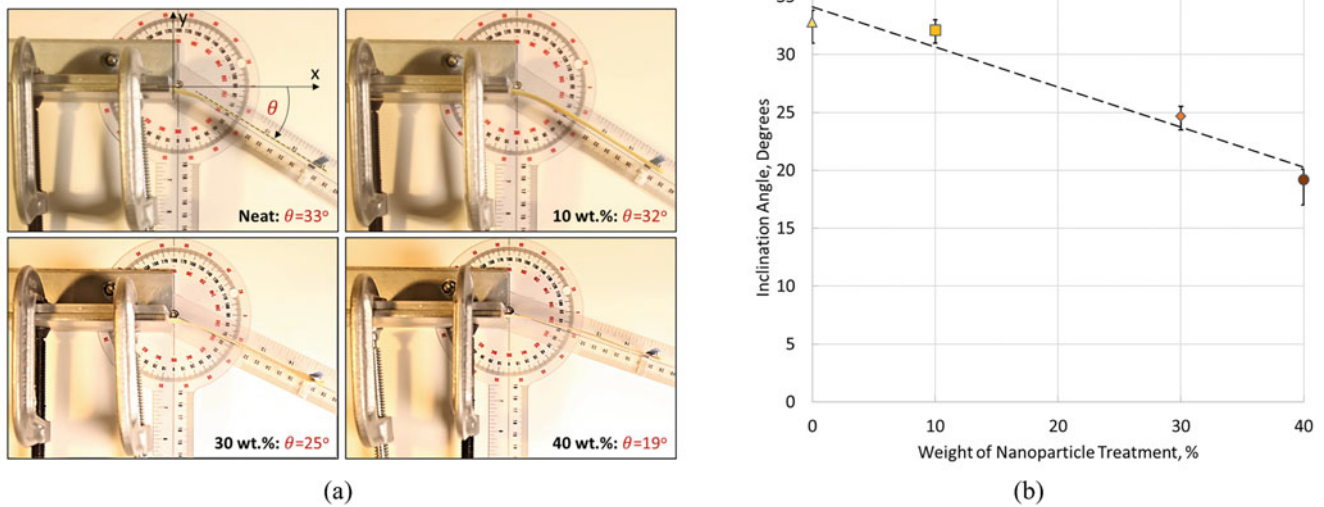 y
x
θ
Neat: θ=33°
10 wt.%: θ=32°
30 wt.%: θ=25°
40 wt.%: θ=19°
(a)
30
25
20
15
10
5
0
0 10 20 30 40
Inclination Angle, Degrees
Weight of Nanoparticle Treatment, %
(b)